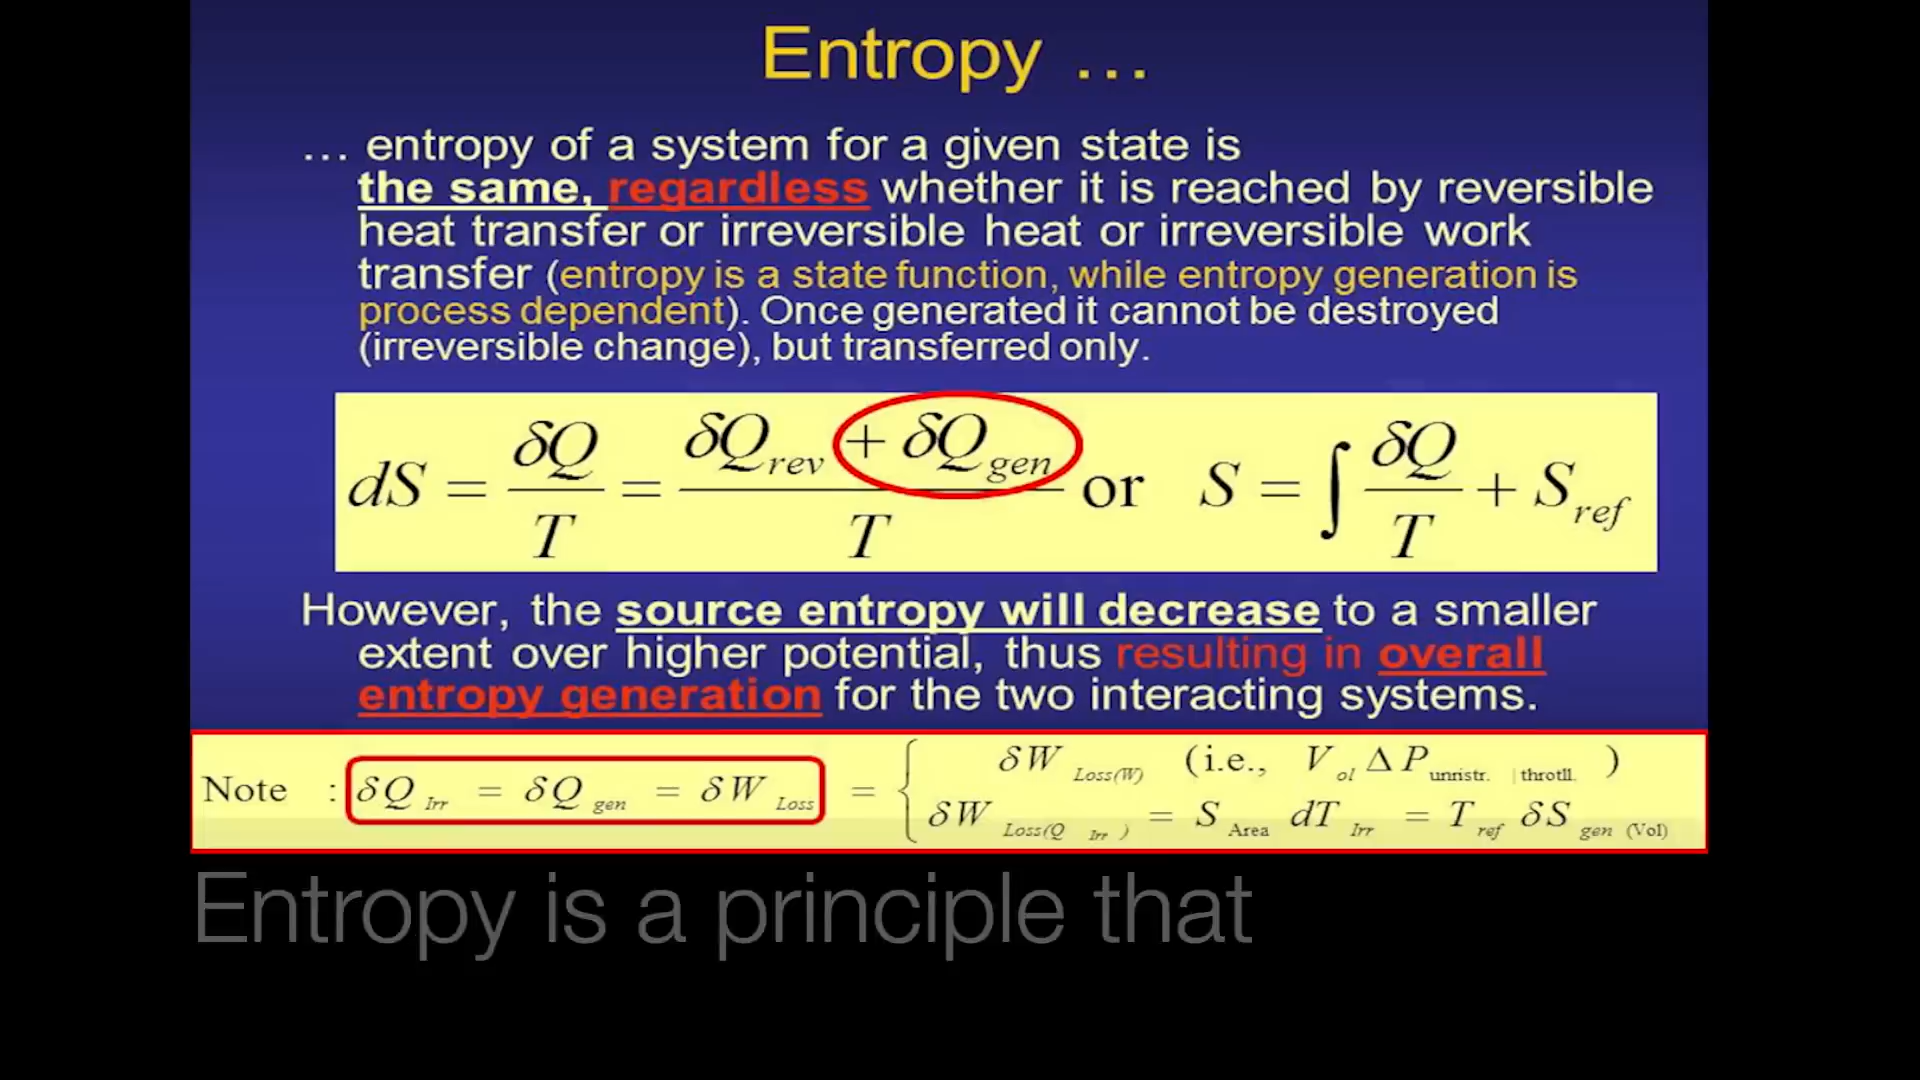 Entropy ...
... entropy of a system for a given state is
the same, regardless whether it is reached by reversible
heat transfer or irreversible heat or irreversible work
transfer (entropy is a state function, while entropy generation is
process dependent). Once generated it cannot be destroyed
(irreversible change), but transferred only.
dS = δQ/T = (δQ_rev + δQ_gen)/T or S = ∫ δQ/T + S_ref
However, the source entropy will decrease to a smaller
extent over higher potential, thus resulting in overall
entropy generation for the two interacting systems.
Note : δQ_Irr = δQ_gen = δW_Loss = {
δW_Loss(W) (i.e., V_ol ΔP_unristr. | throttl. )
δW_Loss(Q_Irr) = S_Area dT_Irr = T_ref δS_gen (Vol)
Entropy is a principle that